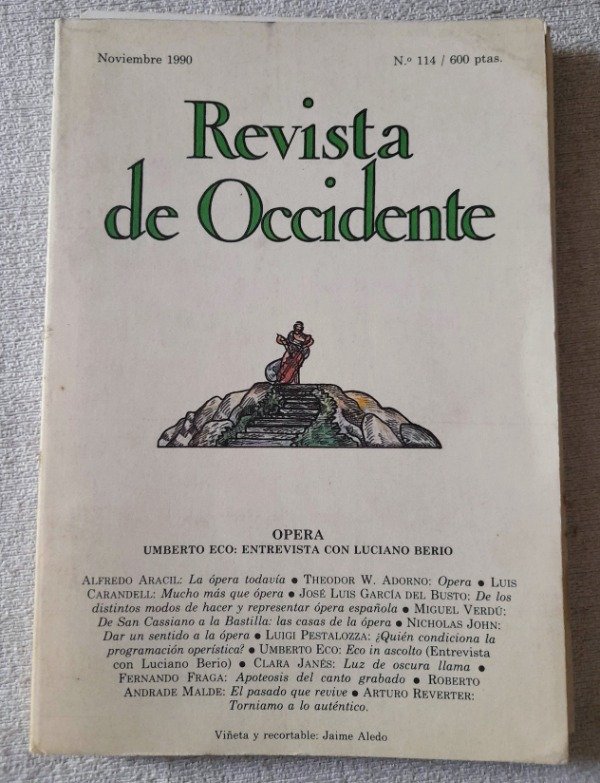 Noviembre 1990 N.º 114 / 600 ptas.
Revista
de Occidente
OPERA
UMBERTO ECO: ENTREVISTA CON LUCIANO BERIO
ALFREDO ARACIL: La ópera todavía ● THEODOR W. ADORNO: Opera ● LUIS
CARANDELL: Mucho más que ópera ● JOSÉ LUIS GARCÍA DEL BUSTO: De los
distintos modos de hacer y representar ópera española ● MIGUEL VERDÚ:
De San Cassiano a la Bastilla: las casas de la ópera ● NICHOLAS JOHN:
Dar un sentido a la ópera ● LUIGI PESTALOZZA: ¿Quién condiciona la
programación operística? ● UMBERTO ECO: Eco in ascolto (Entrevista
con Luciano Berio) ● CLARA JANÉS: Luz de oscura llama ●
FERNANDO FRAGA: Apoteosis del canto grabado ● ROBERTO
ANDRADE MALDE: El pasado que revive ● ARTURO REVERTER:
Torniamo a lo auténtico.
Viñeta y recortable: Jaime Aledo